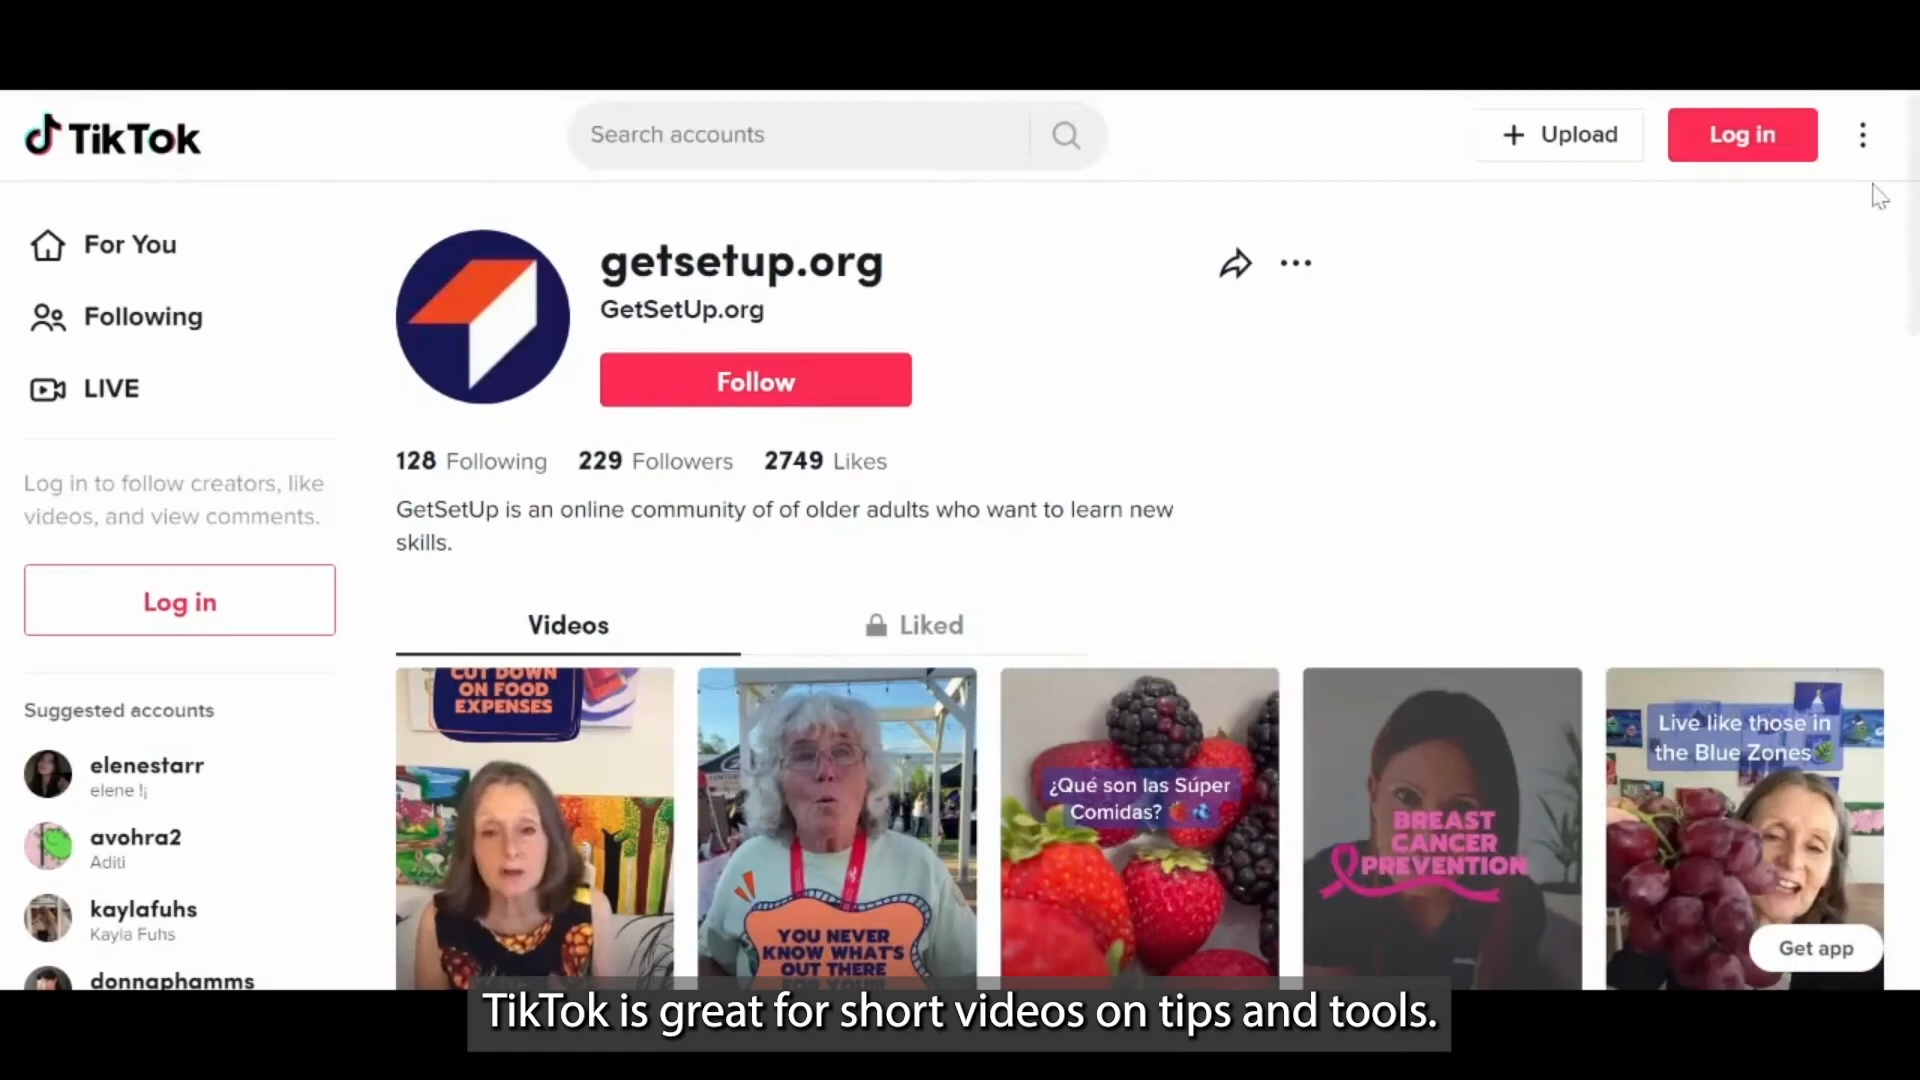 TikTok
Search accounts
Upload
Log in
For You
Following
LIVE
Log in to follow creators, like
videos, and view comments.
Log in
Suggested accounts
elenestarr
elene !¡
avohra2
Aditi
kaylafuhs
Kayla Fuhs
donnaphamms
getsetup.org
GetSetUp.org
Follow
128 Following 229 Followers 2749 Likes
GetSetUp is an online community of of older adults who want to learn new
skills.
Videos
Liked
CUT DOWN
ON FOOD
EXPENSES
YOU NEVER
KNOW WHAT'S
OUT THERE
FOR YOU!!
¿Qué son las Súper
Comidas?
BREAST
CANCER
PREVENTION
Live like those in
the Blue Zones
Get app
TikTok is great for short videos on tips and tools.